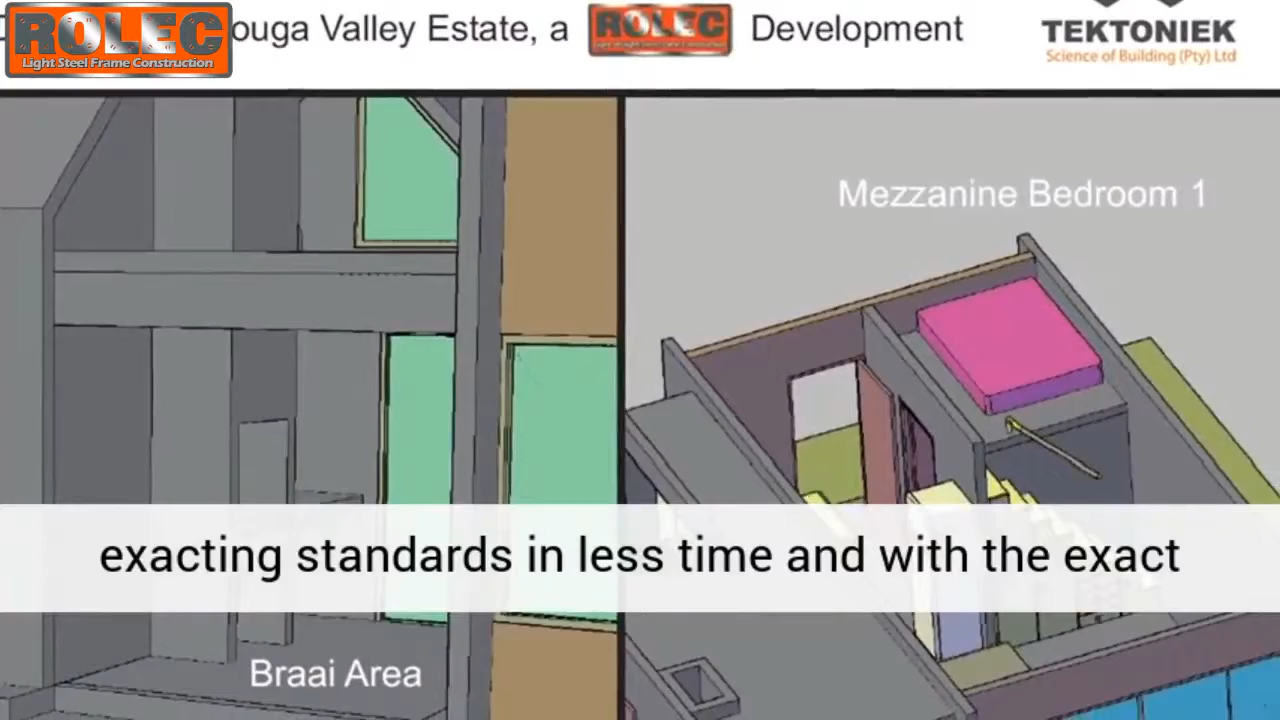 ROLEC
Light Steel Frame Construction
ouga Valley Estate, a ROLEC Development
TEKTONIEK
Science of Building (Pty) Ltd
Mezzanine Bedroom 1
exacting standards in less time and with the exact
Braai Area